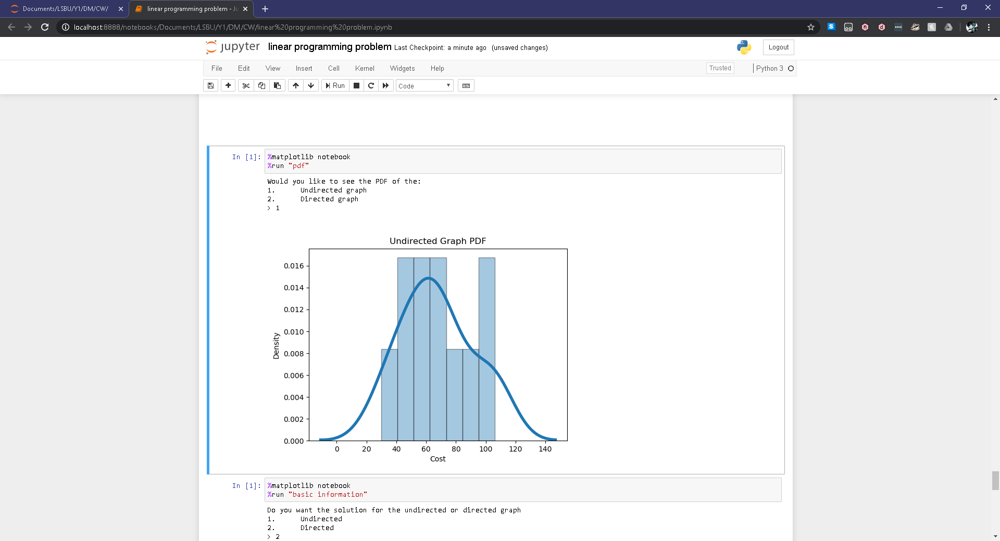 Documents/LSBU/Y1/DM/CW/
linear programming problem - Ju
localhost:8888/notebooks/Documents/LSBU/Y1/DM/CW/linear%20programming%20problem.ipynb
jupyter linear programming problem Last Checkpoint: a minute ago (unsaved changes)
Logout
File Edit View Insert Cell Kernel Widgets Help
Trusted
Python 3
Run
Code
In [1]: %matplotlib notebook
%run "pdf"
Would you like to see the PDF of the:
1. Undirected graph
2. Directed graph
> 1
Undirected Graph PDF
0.016
0.014
0.012
0.010
0.008
0.006
0.004
0.002
0.000
Density
0 20 40 60 80 100 120 140
Cost
In [1]: %matplotlib notebook
%run "basic information"
Do you want the solution for the undirected or directed graph
1. Undirected
2. Directed
> 2